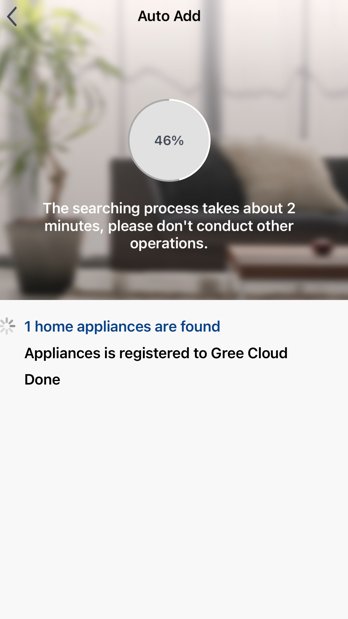 Auto Add
46%
The searching process takes about 2
minutes, please don't conduct other
operations.
1 home appliances are found
Appliances is registered to Gree Cloud
Done